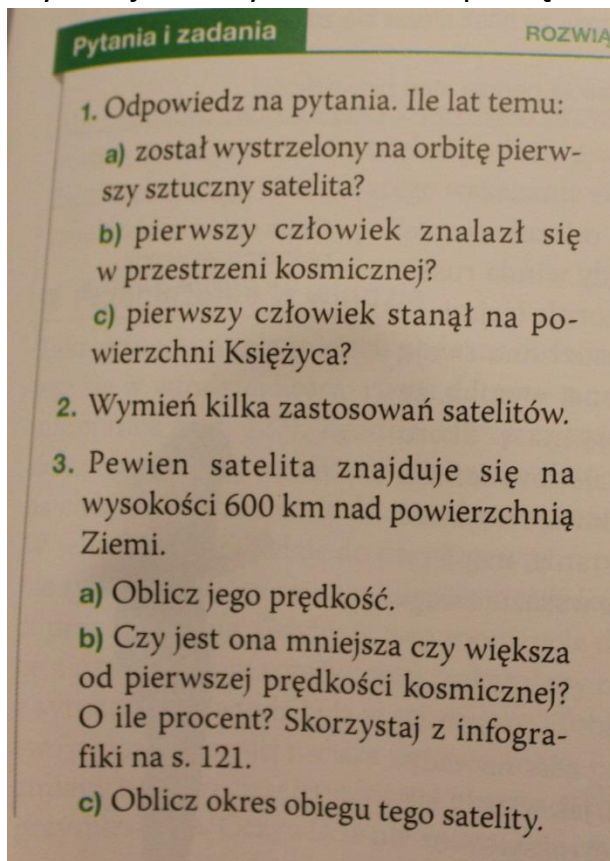 Pytania i zadania
ROZWIĄ
1. Odpowiedz na pytania. Ile lat temu:
a) został wystrzelony na orbitę pierw-
szy sztuczny satelita?
b) pierwszy człowiek znalazł się
w przestrzeni kosmicznej?
c) pierwszy człowiek stanął na po-
wierzchni Księżyca?
2. Wymień kilka zastosowań satelitów.
3. Pewien satelita znajduje się na
wysokości 600 km nad powierzchnią
Ziemi.
a) Oblicz jego prędkość.
b) Czy jest ona mniejsza czy większa
od pierwszej prędkości kosmicznej?
O ile procent? Skorzystaj z infogra-
fiki na s. 121.
c) Oblicz okres obiegu tego satelity.